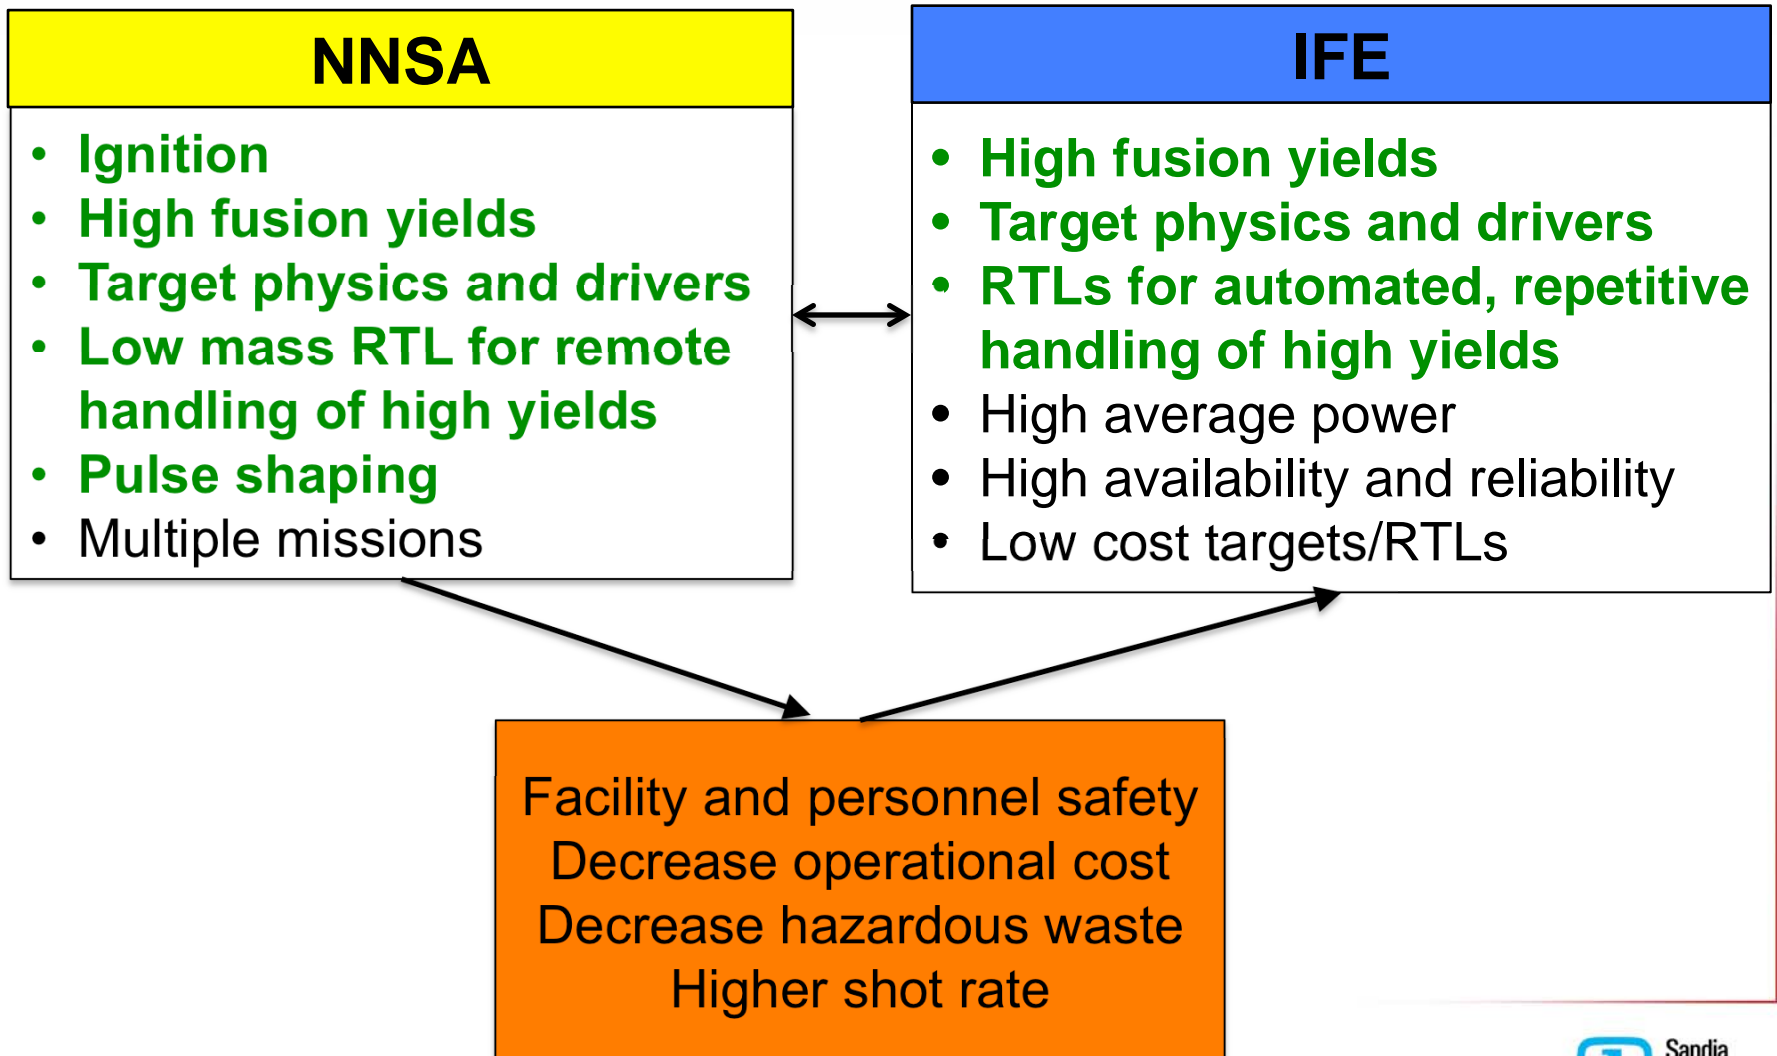 NNSA
• Ignition
• High fusion yields
• Target physics and drivers
• Low mass RTL for remote
handling of high yields
• Pulse shaping
• Multiple missions
IFE
• High fusion yields
• Target physics and drivers
• RTLs for automated, repetitive
handling of high yields
• High average power
• High availability and reliability
• Low cost targets/RTLs
Facility and personnel safety
Decrease operational cost
Decrease hazardous waste
Higher shot rate
Sandia